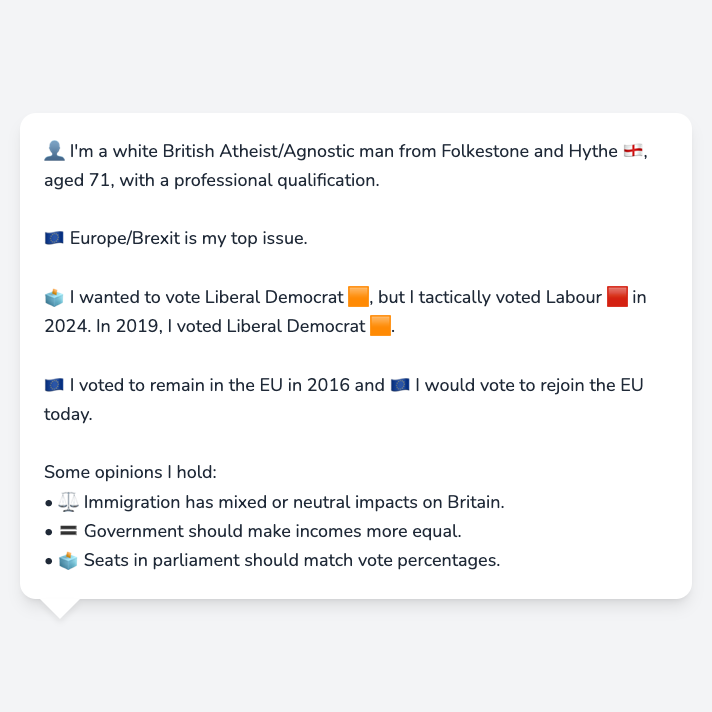 👤 I'm a white British Atheist/Agnostic man from Folkestone and Hythe 🏴󠁧󠁢󠁥󠁮󠁧󠁿,
aged 71, with a professional qualification.
🇪🇺 Europe/Brexit is my top issue.
🗳️ I wanted to vote Liberal Democrat 🟧, but I tactically voted Labour 🟥 in
2024. In 2019, I voted Liberal Democrat 🟧.
🇪🇺 I voted to remain in the EU in 2016 and 🇪🇺 I would vote to rejoin the EU
today.
Some opinions I hold:
• ⚖️ Immigration has mixed or neutral impacts on Britain.
• 🟰 Government should make incomes more equal.
• 🗳️ Seats in parliament should match vote percentages.